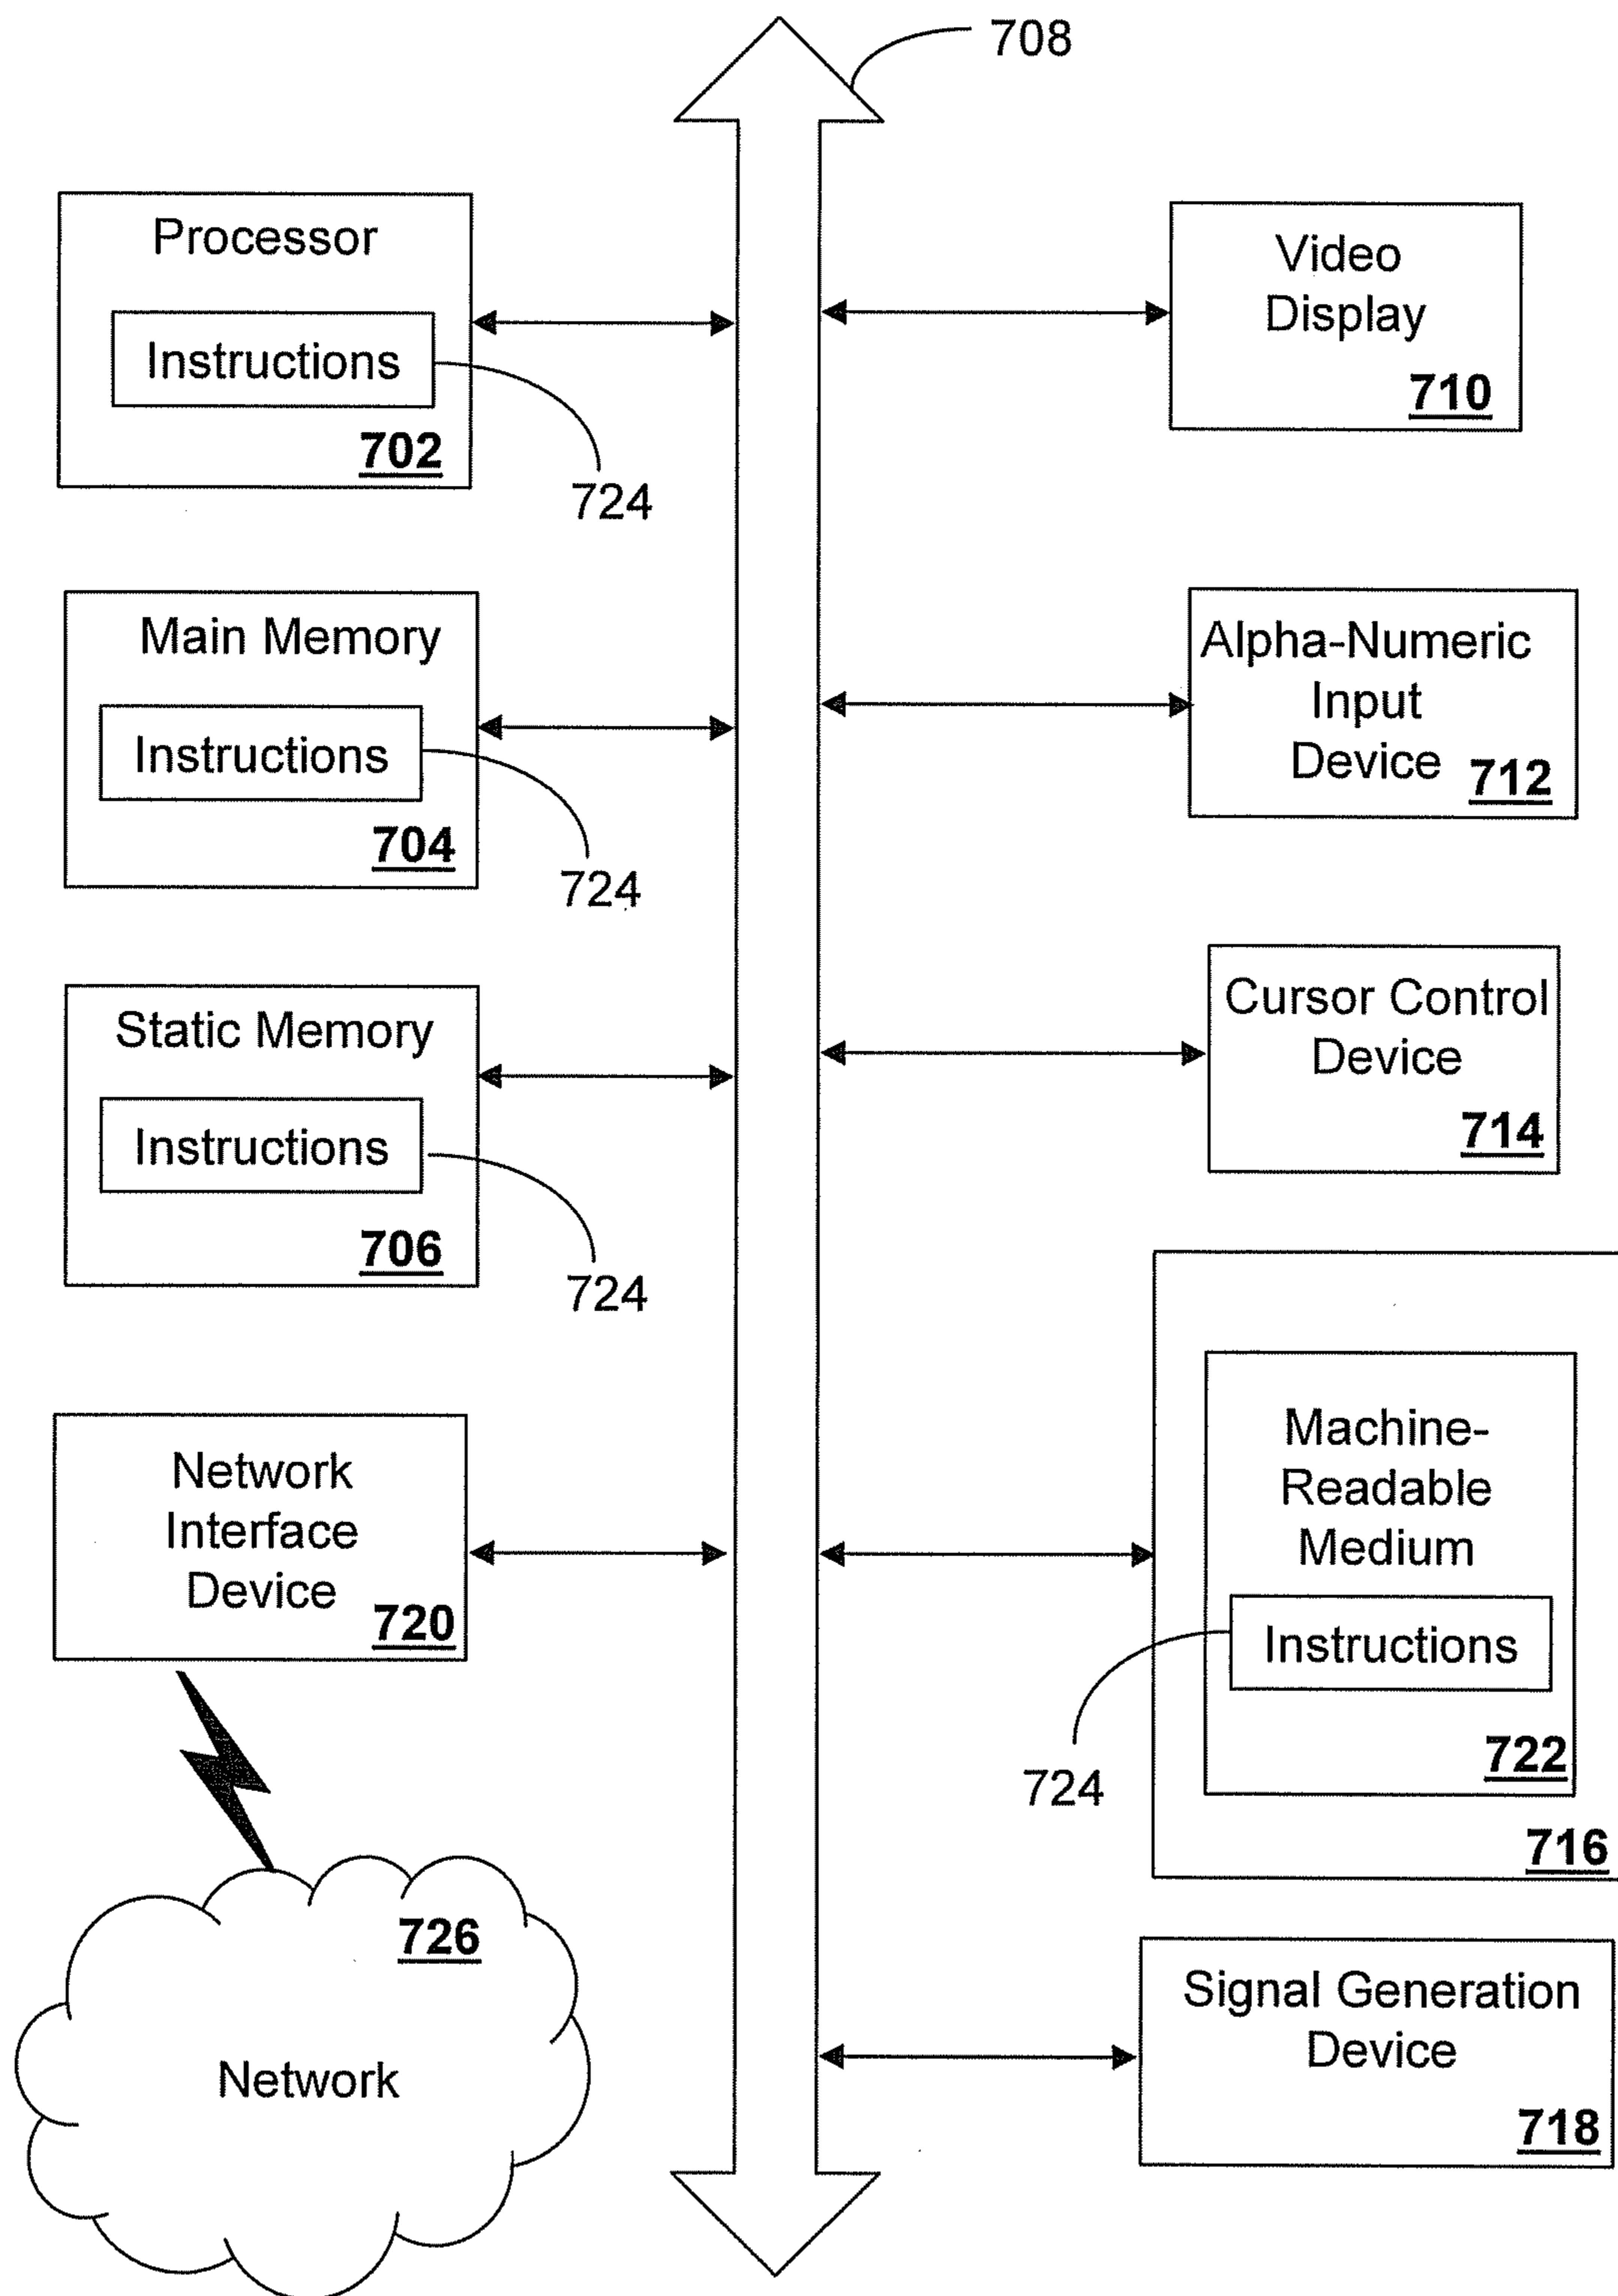 708
Processor
Instructions
702
724
Main Memory
Instructions
704
724
Static Memory
Instructions
706
724
Network
Interface
Device
720
726
Network
Video
Display
710
Alpha-Numeric
Input
Device
712
Cursor Control
Device
714
Machine-
Readable
Medium
Instructions
722
724
716
Signal Generation
Device
718